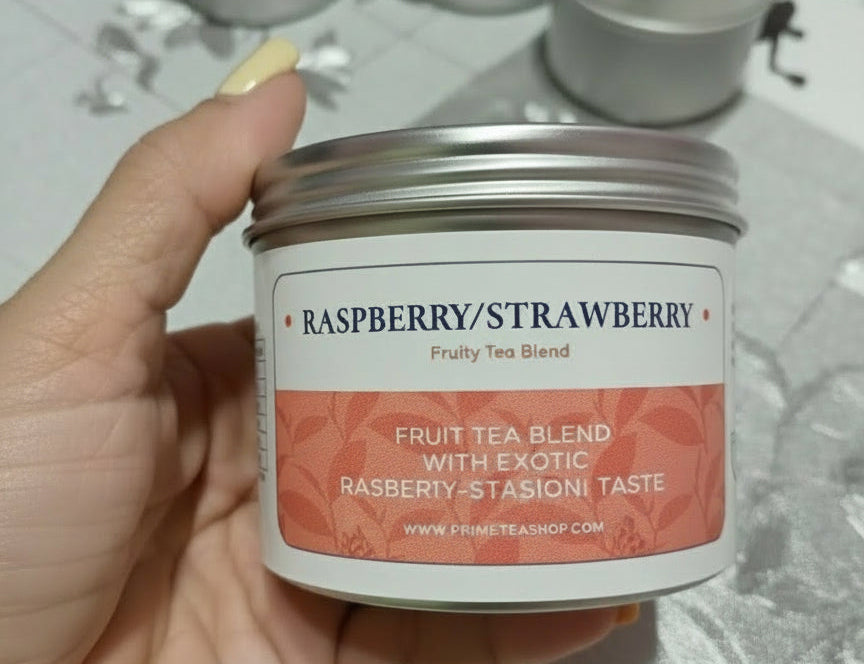 • RASPBERRY/STRAWBERRY •
Fruity Tea Blend
FRUIT TEA BLEND
WITH EXOTIC
RASBERTY-STASIONI TASTE
WWW.PRIMETEASHOP.COM